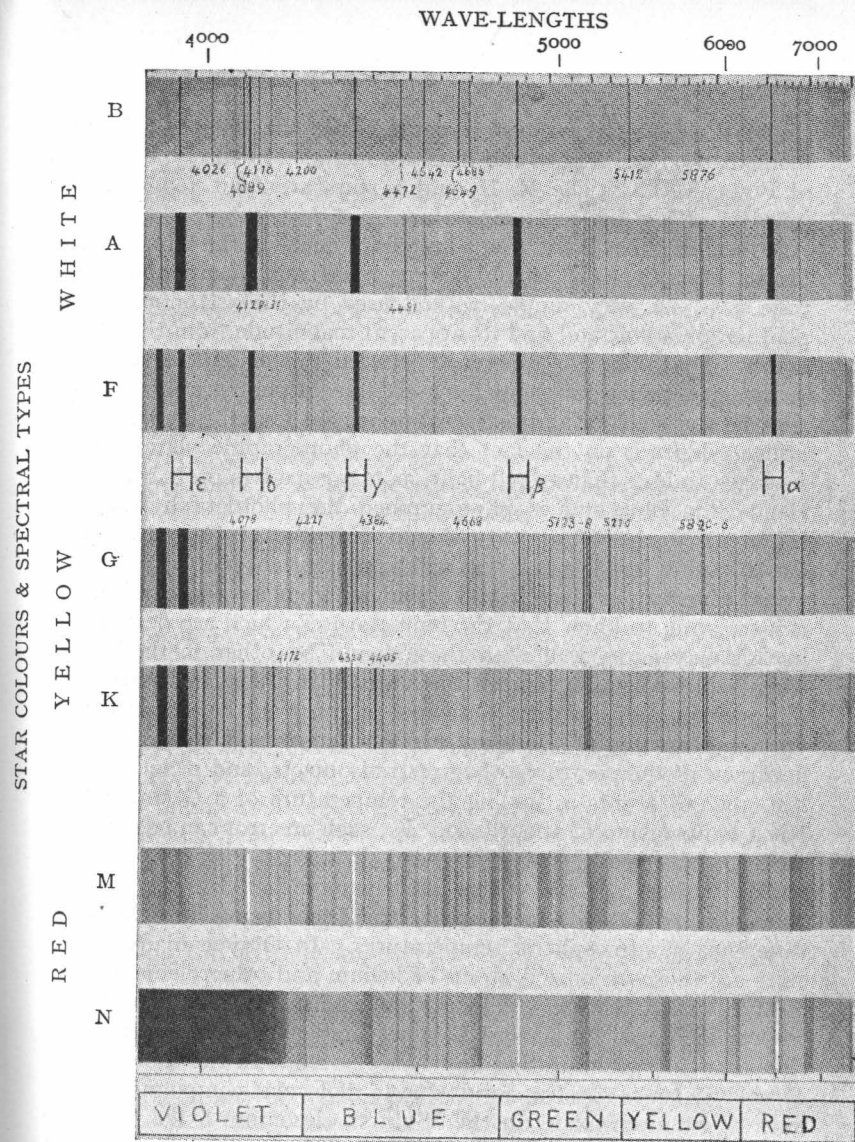 WAVE-LENGTHS
4000 5000 6000 7000
STAR COLOURS & SPECTRAL TYPES
WHITE
B
4026 4116 4200 4542 4686 5412 5876
4089 4472 4649
A
4128-31 4481
F
Hε Hδ Hγ Hβ Hα
YELLOW
G
4078 4227 4384 4668 5173-8 5270 5890-6
K
4172 4405
RED
M
N
VIOLET BLUE GREEN YELLOW RED